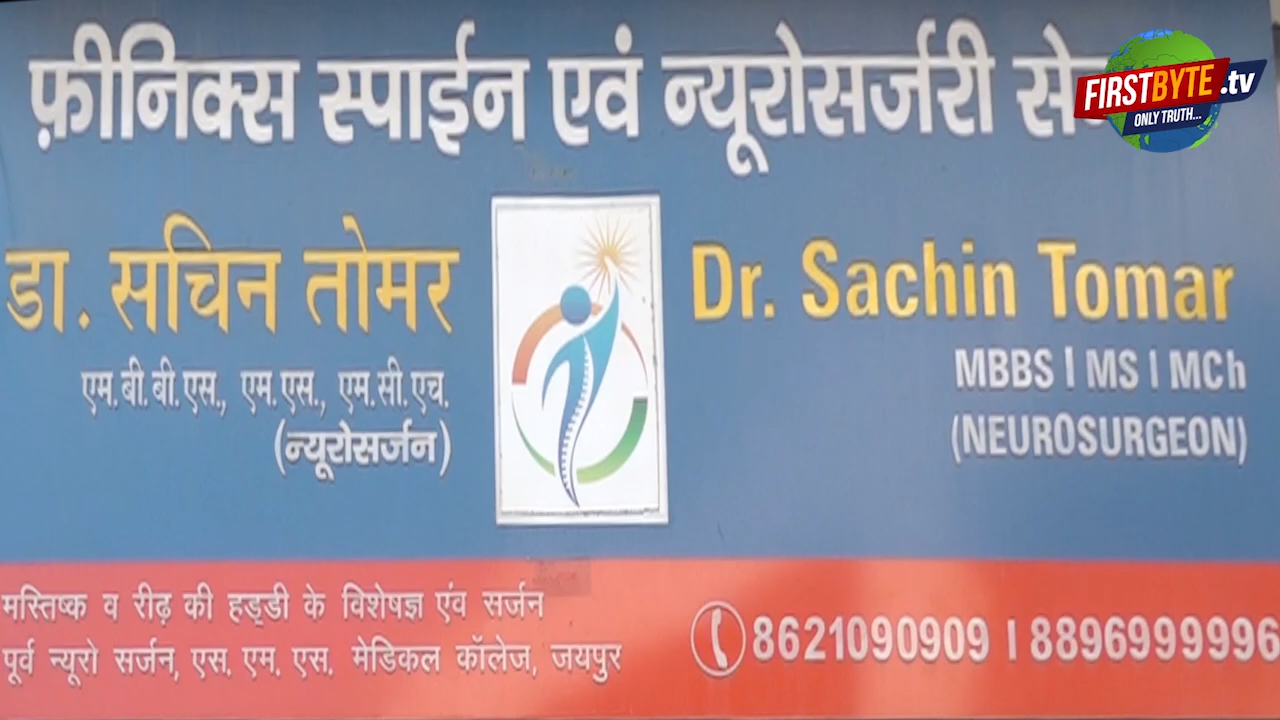 फ़ीनिक्स स्पाईन एवं न्यूरोसर्जरी
FIRSTBYTE.tv
ONLY TRUTH...
डा. सचिन तोमर
एम.बी.बी.एस., एम.एस., एम.सी.एच.
(न्यूरोसर्जन)
Dr. Sachin Tomar
MBBS | MS | MCh
(NEUROSURGEON)
मस्तिष्क व रीढ़ की हड्डी के विशेषज्ञ एंव सर्जन
पूर्व न्यूरो सर्जन, एस. एम. एस. मेडिकल कॉलेज, जयपुर
8621090909 | 8896999996